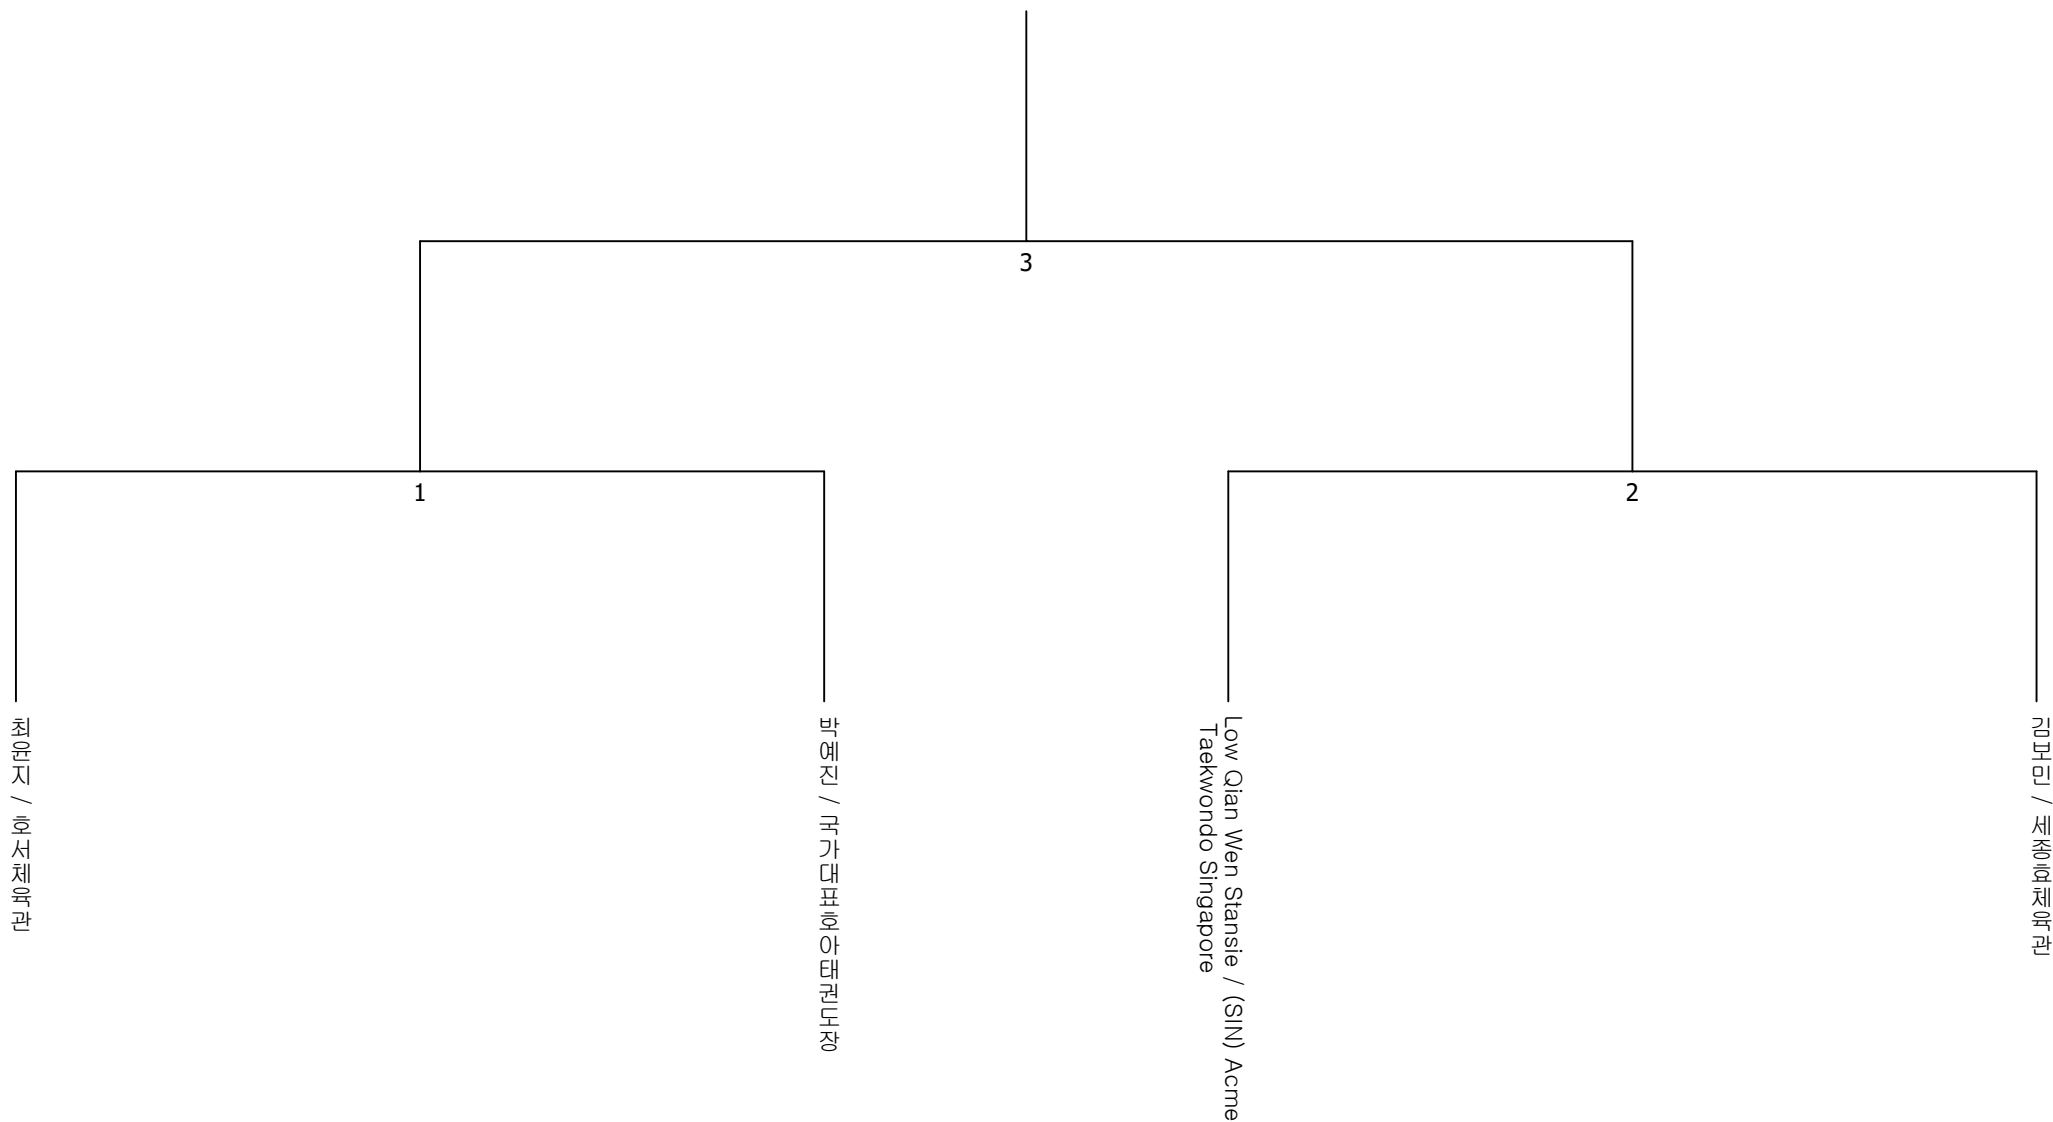 3
1
2
최윤지 / 호서체육관
박예진 / 국가대표호아태권도장
Low Qian Wen Stansie / (SIN) Acme
Taekwondo Singapore
김보민 / 세종효체육관